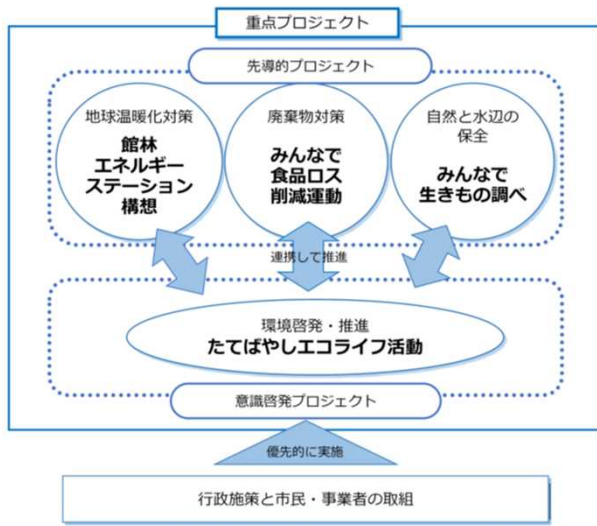 重点プロジェクト
先導的プロジェクト
地球温暖化対策
館林
エネルギー
ステーション
構想
廃棄物対策
みんなで
食品ロス
削減運動
自然と水辺の
保全
みんなで
生きもの調べ
連携して推進
環境啓発・推進
たてばやしエコライフ活動
意識啓発プロジェクト
優先的に実施
行政施策と市民・事業者の取組